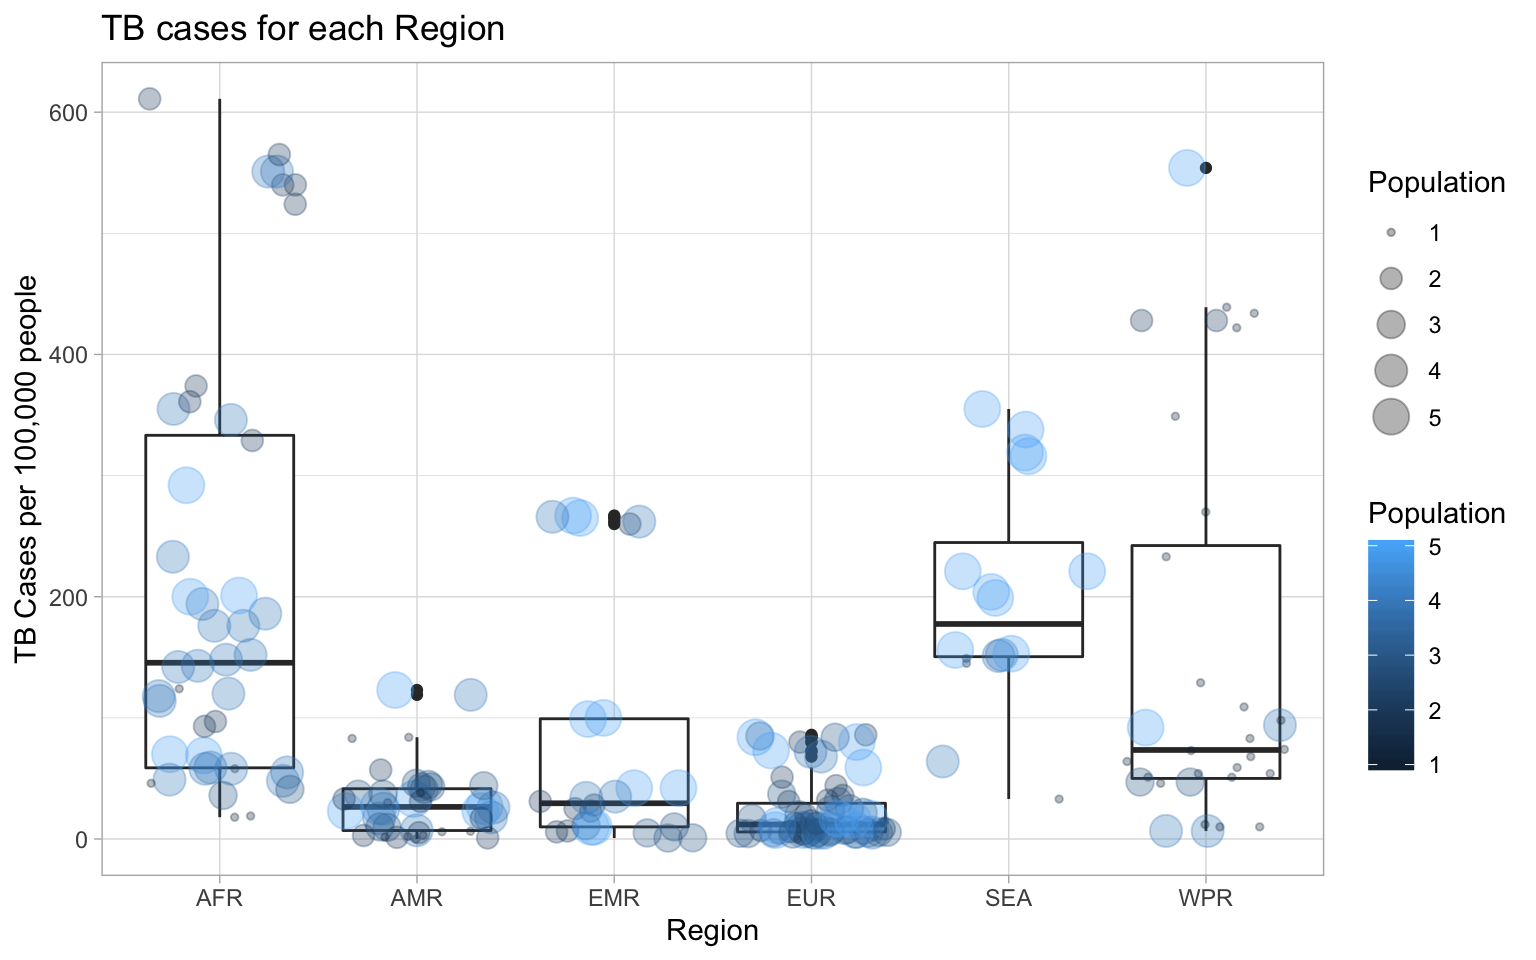 TB cases for each Region
TB Cases per 100,000 people
600
400
200
0
AFR
AMR
EMR
EUR
SEA
WPR
Region
Population
1
2
3
4
5
Population
5
4
3
2
1